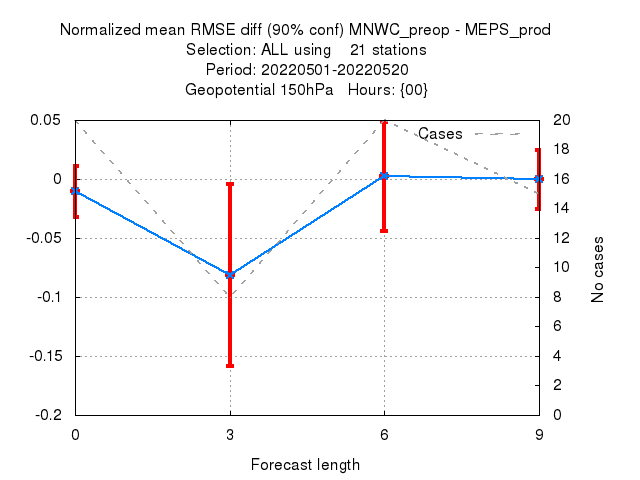 Normalized mean RMSE diff (90% conf) MNWC_preop - MEPS_prod
Selection: ALL using    21 stations
Period: 20220501-20220520
Geopotential 150hPa   Hours: {00}
0.05
0
-0.05
-0.1
-0.15
-0.2
Cases
20
18
16
14
12
10
8
6
4
2
0
No cases
0 3 6 9
Forecast length